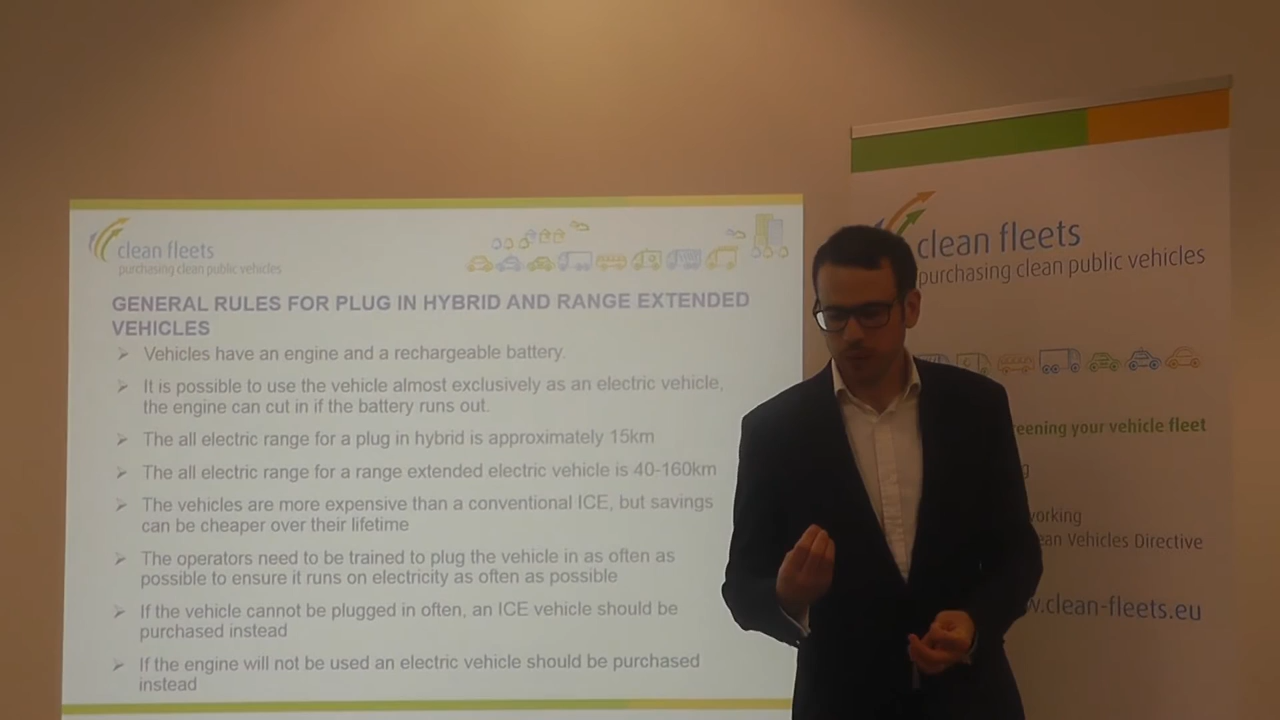 clean fleets
purchasing clean public vehicles
GENERAL RULES FOR PLUG IN HYBRID AND RANGE EXTENDED
VEHICLES
Vehicles have an engine and a rechargeable battery.
It is possible to use the vehicle almost exclusively as an electric vehicle,
the engine can cut in if the battery runs out.
The all electric range for a plug in hybrid is approximately 15km
The all electric range for a range extended electric vehicle is 40-160km
The vehicles are more expensive than a conventional ICE, but savings
can be cheaper over their lifetime
The operators need to be trained to plug the vehicle in as often as
possible to ensure it runs on electricity as often as possible
If the vehicle cannot be plugged in often, an ICE vehicle should be
purchased instead
If the engine will not be used an electric vehicle should be purchased
instead
clean fleets
purchasing clean public vehicles
eening your vehicle fleet
g
orking
ean Vehicles Directive
w.clean-fleets.eu